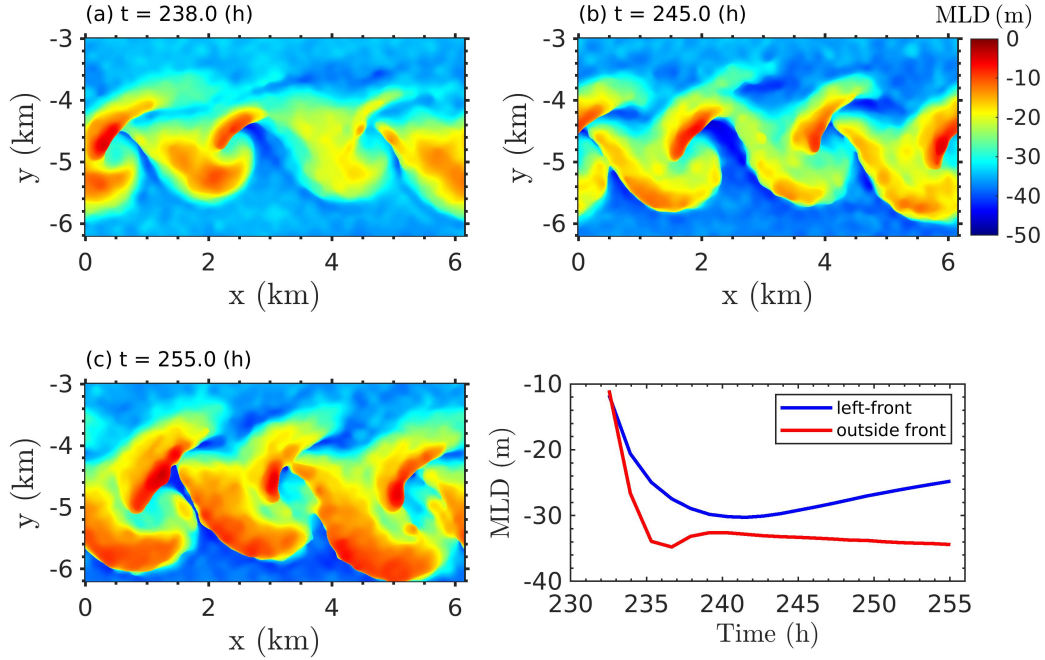 (a) t = 238.0 (h)
-3
-4
-5
-6
y (km)
0 2 4 6
x (km)
(b) t = 245.0 (h)
-3
-4
-5
-6
y (km)
0 2 4 6
x (km)
MLD (m)
0
-10
-20
-30
-40
-50
(c) t = 255.0 (h)
-3
-4
-5
-6
y (km)
0 2 4 6
x (km)
-10
-20
-30
-40
MLD (m)
left-front
outside front
230 235 240 245 250 255
Time (h)